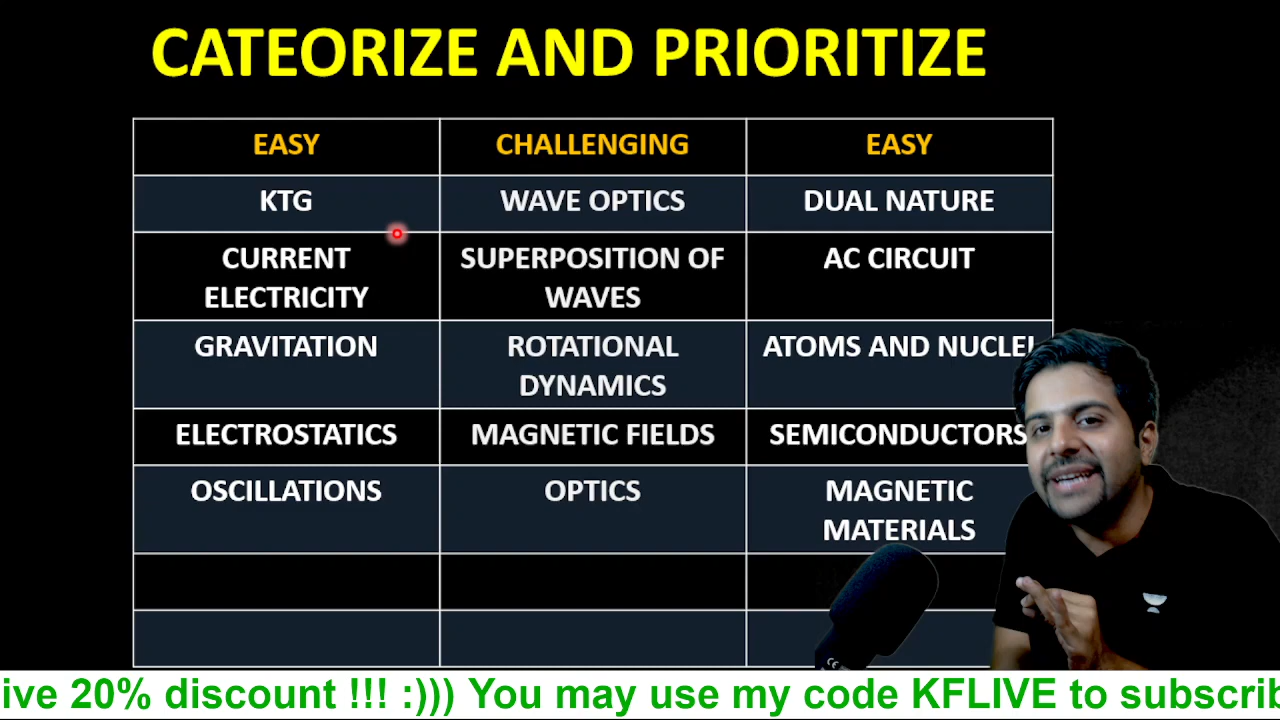 CATEORIZE AND PRIORITIZE
EASY
CHALLENGING
EASY
KTG
WAVE OPTICS
DUAL NATURE
CURRENT
ELECTRICITY
SUPERPOSITION OF
WAVES
AC CIRCUIT
GRAVITATION
ROTATIONAL
DYNAMICS
ATOMS AND NUCLEI
ELECTROSTATICS
MAGNETIC FIELDS
SEMICONDUCTORS
OSCILLATIONS
OPTICS
MAGNETIC
MATERIALS
ive 20% discount !!! :))) You may use my code KFLIVE to subscrib